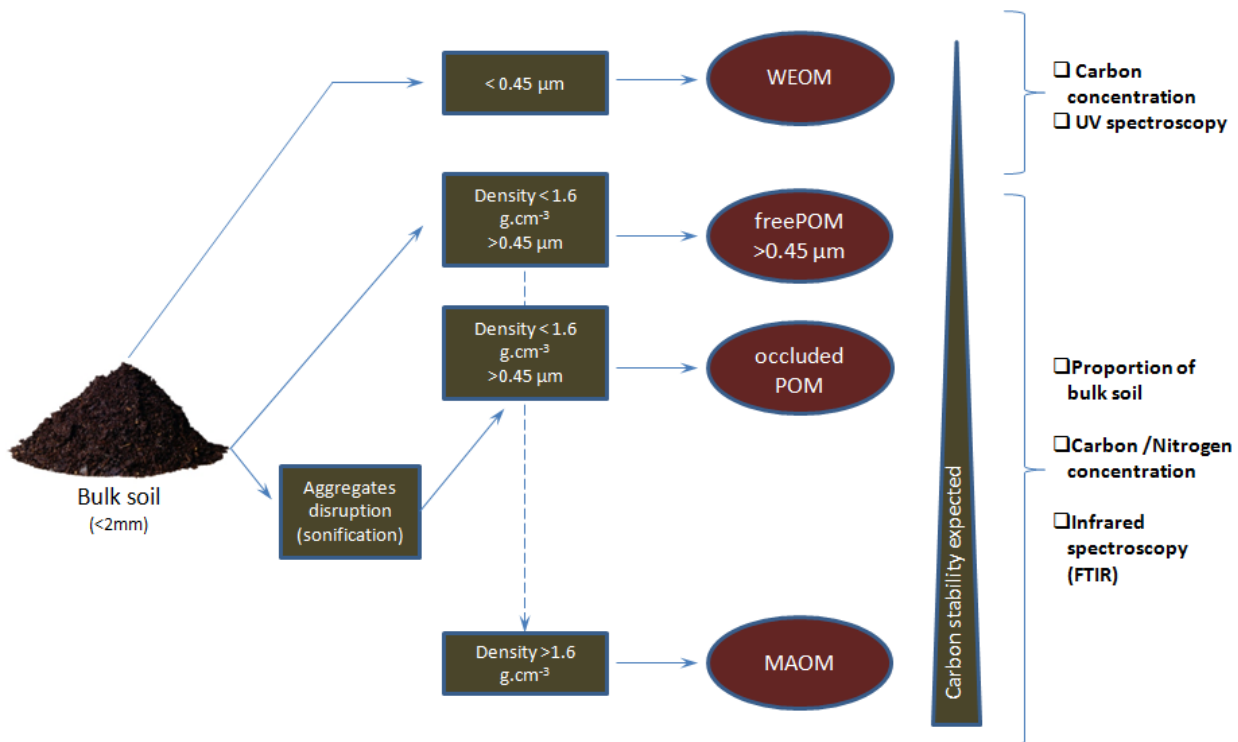 < 0.45 µm
WEOM
❑ Carbon
concentration
❑ UV spectroscopy
Density < 1.6
g.cm⁻³
>0.45 µm
freePOM
>0.45 µm
Density < 1.6
g.cm⁻³
>0.45 µm
occluded
POM
❑Proportion of
bulk soil
❑Carbon /Nitrogen
concentration
❑Infrared
spectroscopy
(FTIR)
Bulk soil
(<2mm)
Aggregates
disruption
(sonification)
Carbon stability expected
Density >1.6
g.cm⁻³
MAOM